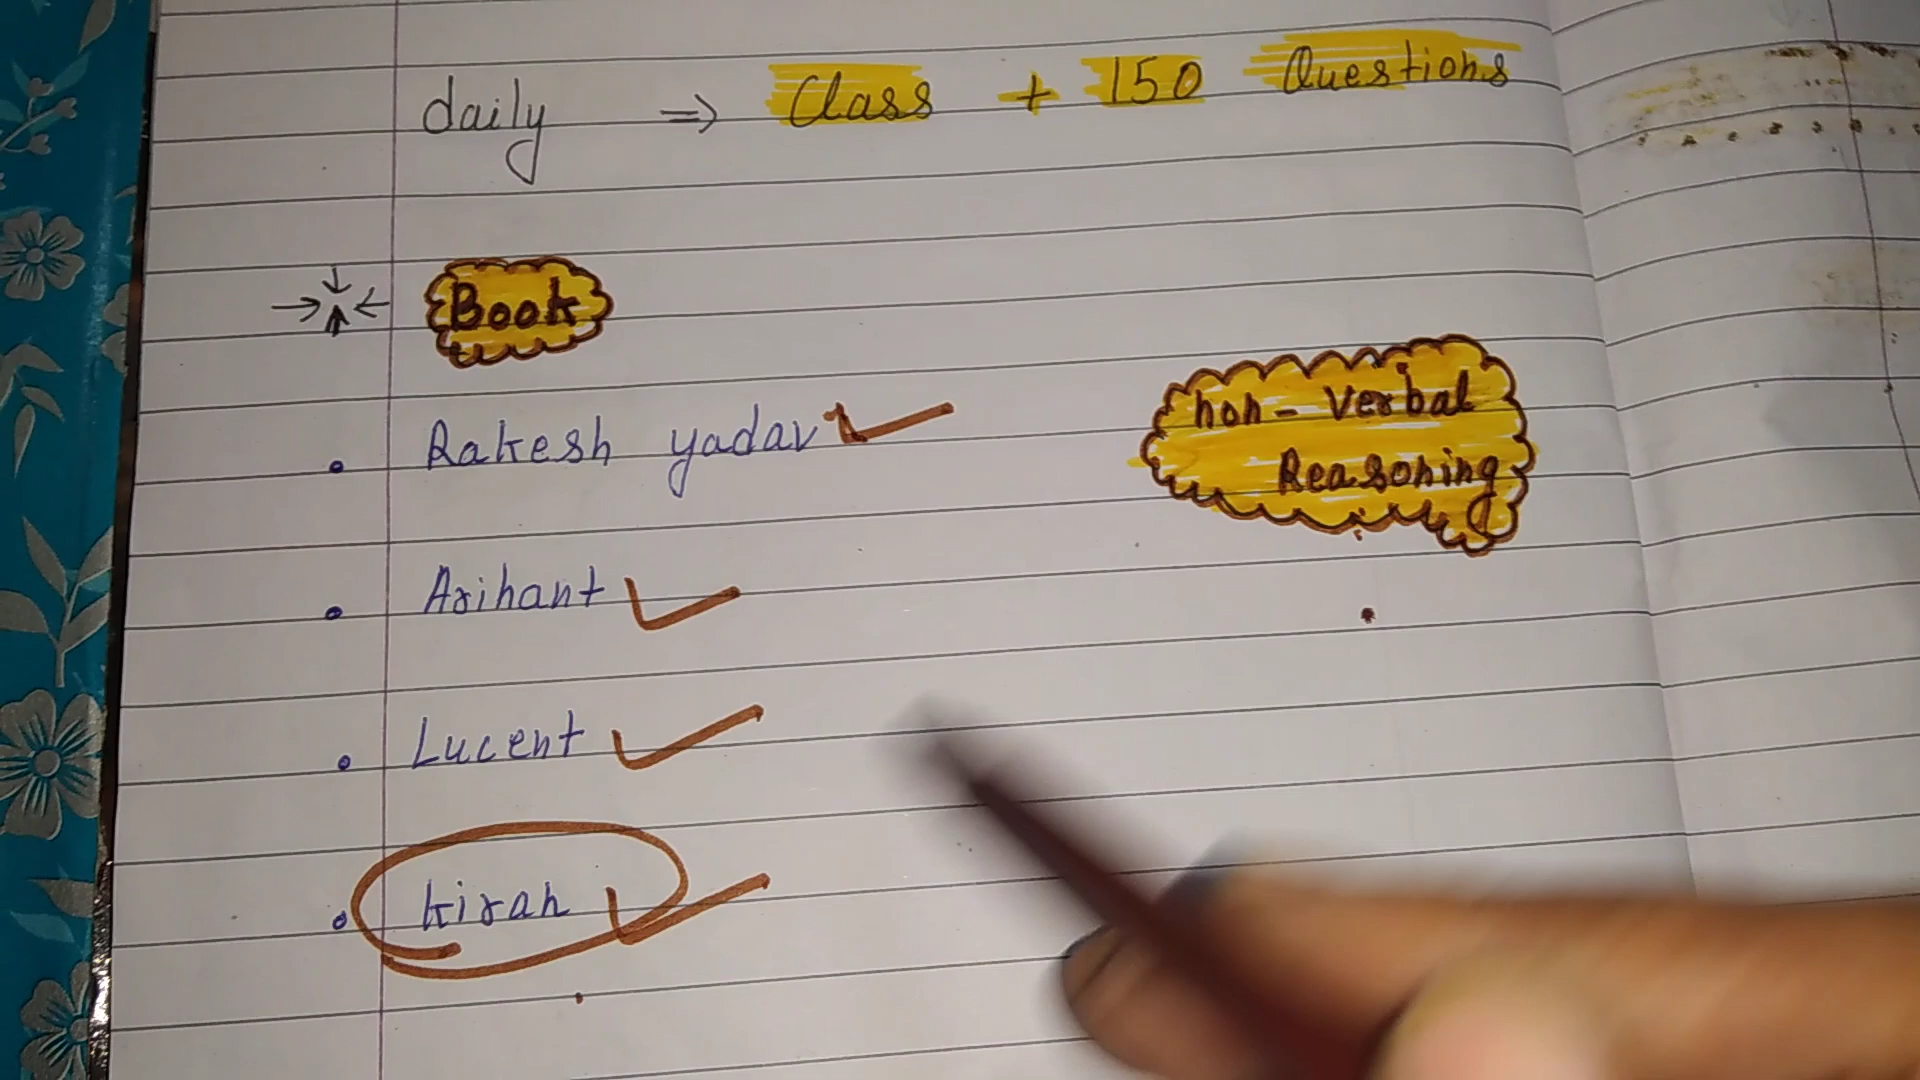 daily ⇒ Class + 150 Questions
Book
• Rakesh yadav
non - Verbal
Reasoning
• Arihant
• Lucent
• kiran